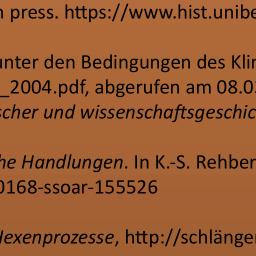 n press. https://www.hist.unibe
unter den Bedingungen des Kli
_2004.pdf, abgerufen am 08.0
scher und wissenschaftsgeschic
he Handlungen. In K.-S. Rehber
0168-ssoar-155526
Hexenprozesse, http://schlänge